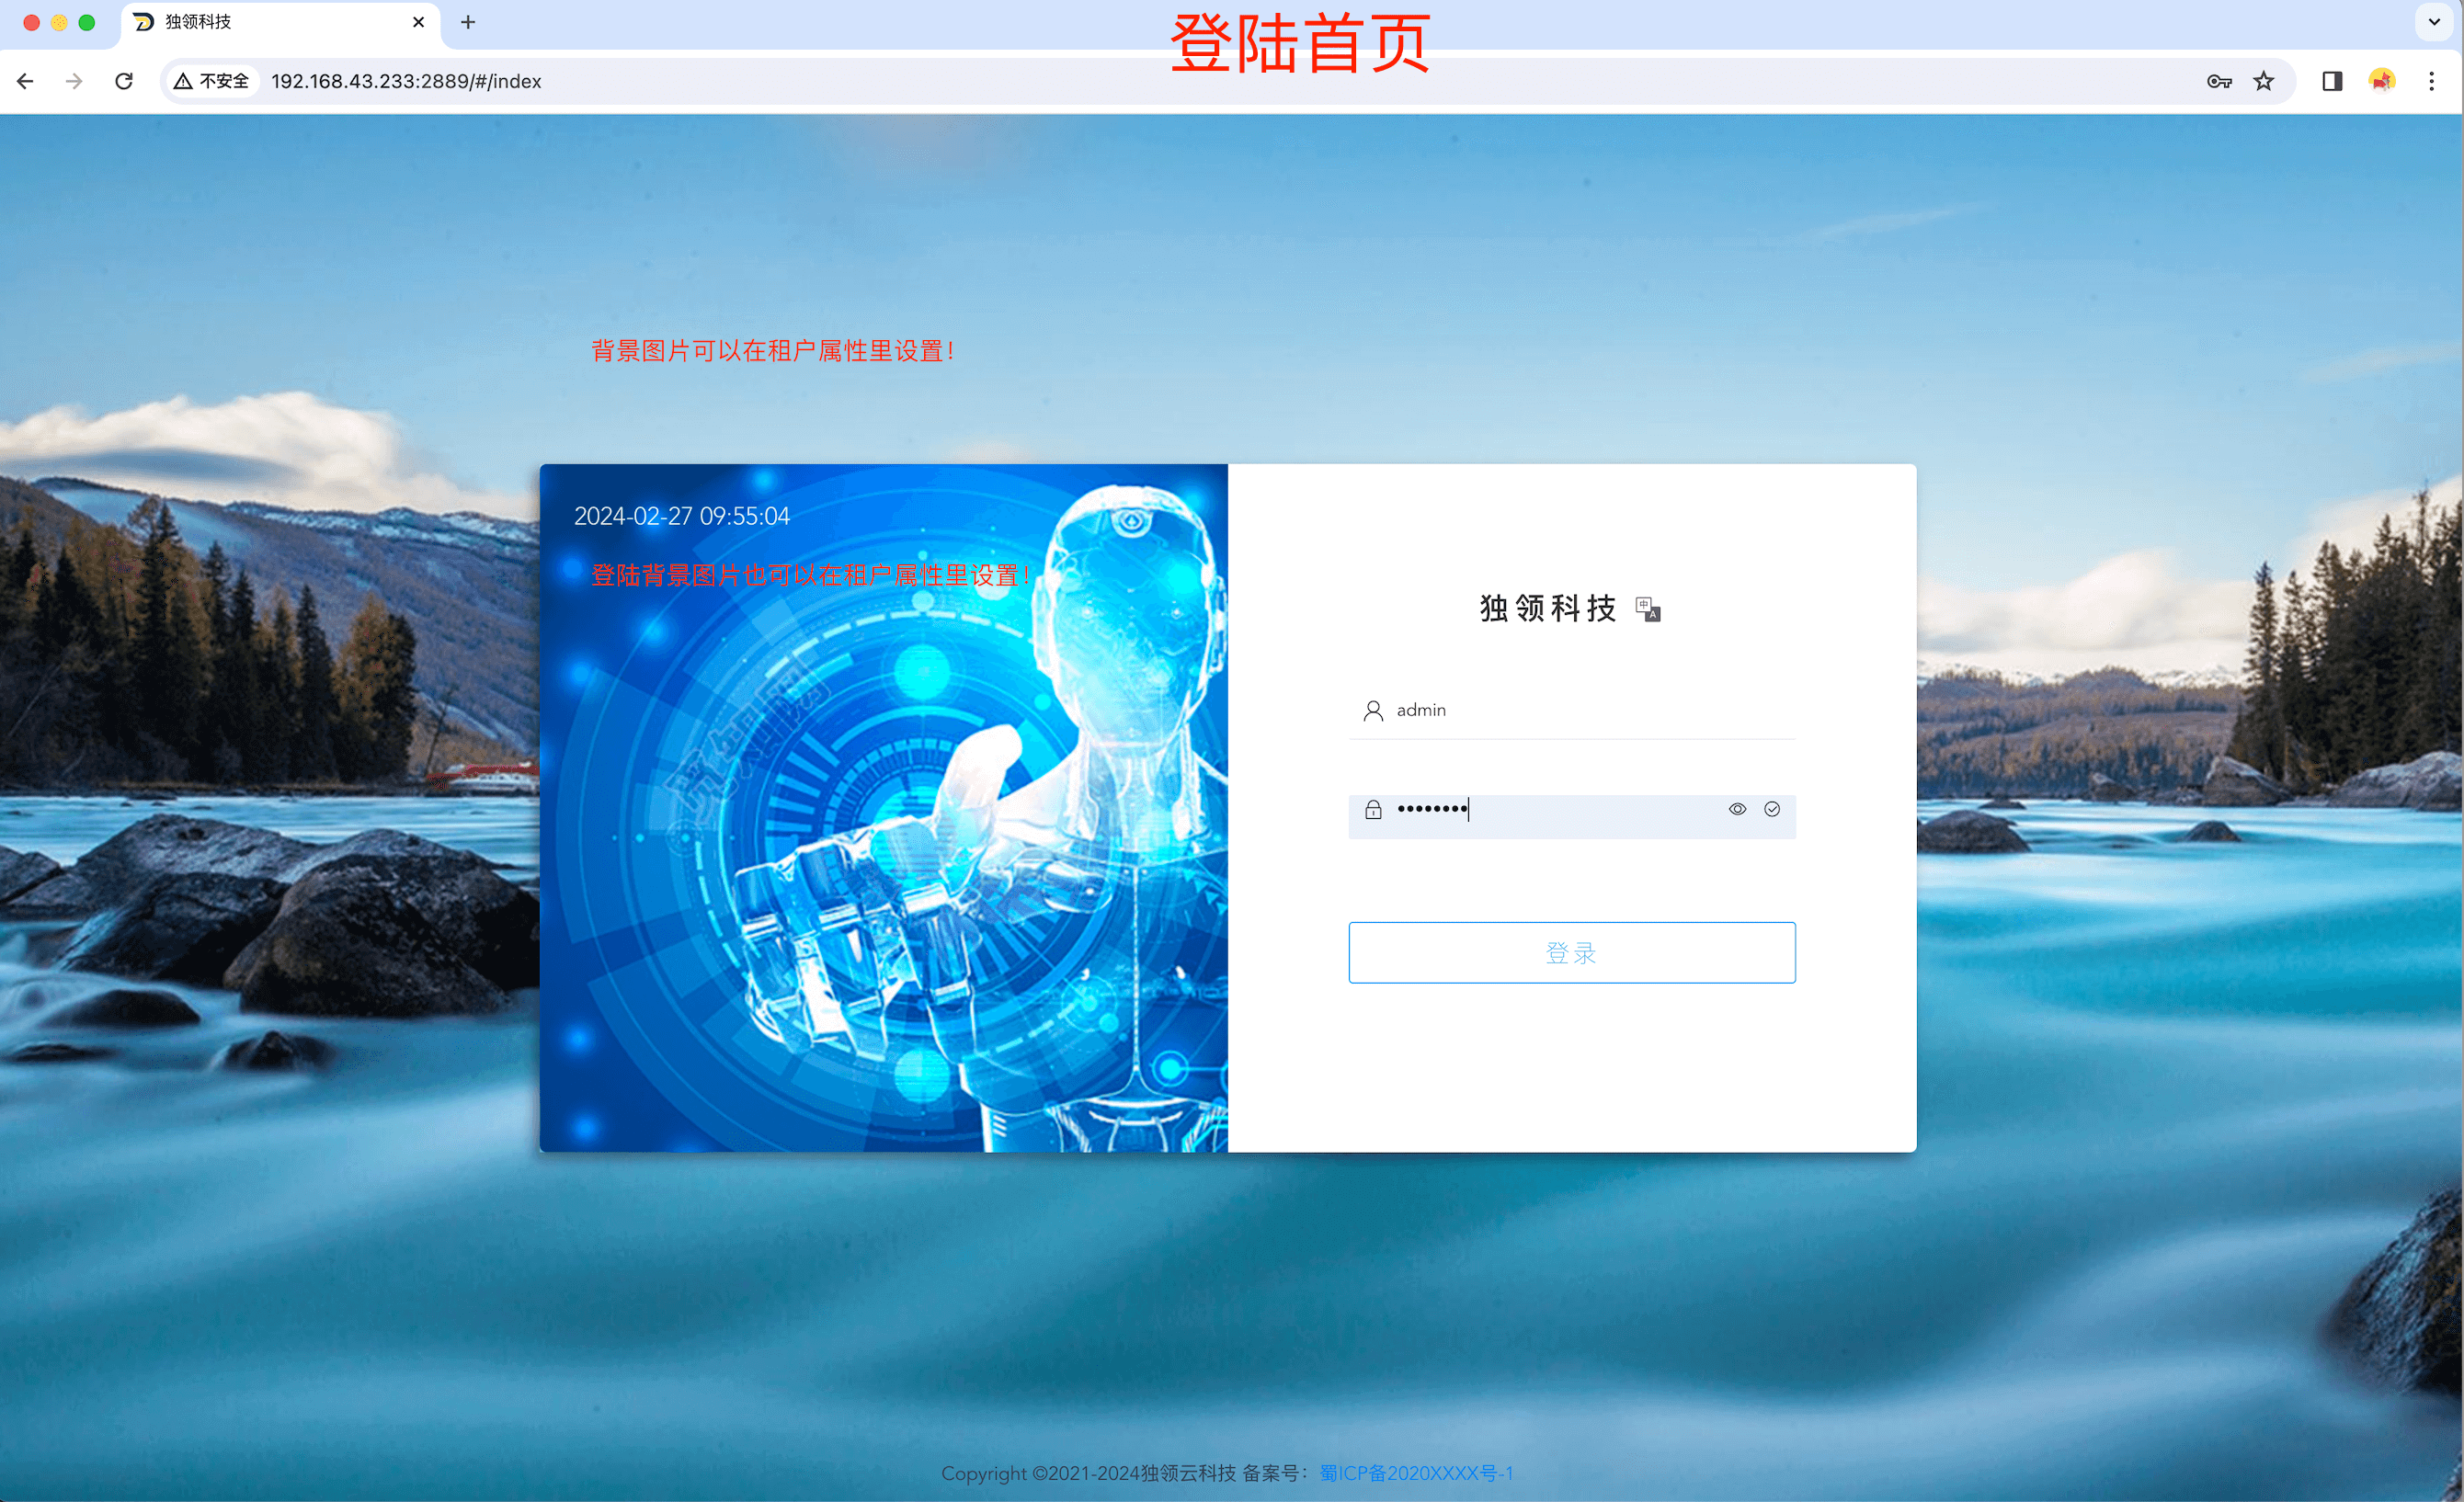 独领科技
登陆首页
不安全 192.168.43.233:2889/#/index
背景图片可以在租户属性里设置！
2024-02-27 09:55:04
登陆背景图片也可以在租户属性里设置！
独领科技
中
A
觅知网
admin
登录
Copyright ©2021-2024独领云科技 备案号：蜀ICP备2020XXXX号-1